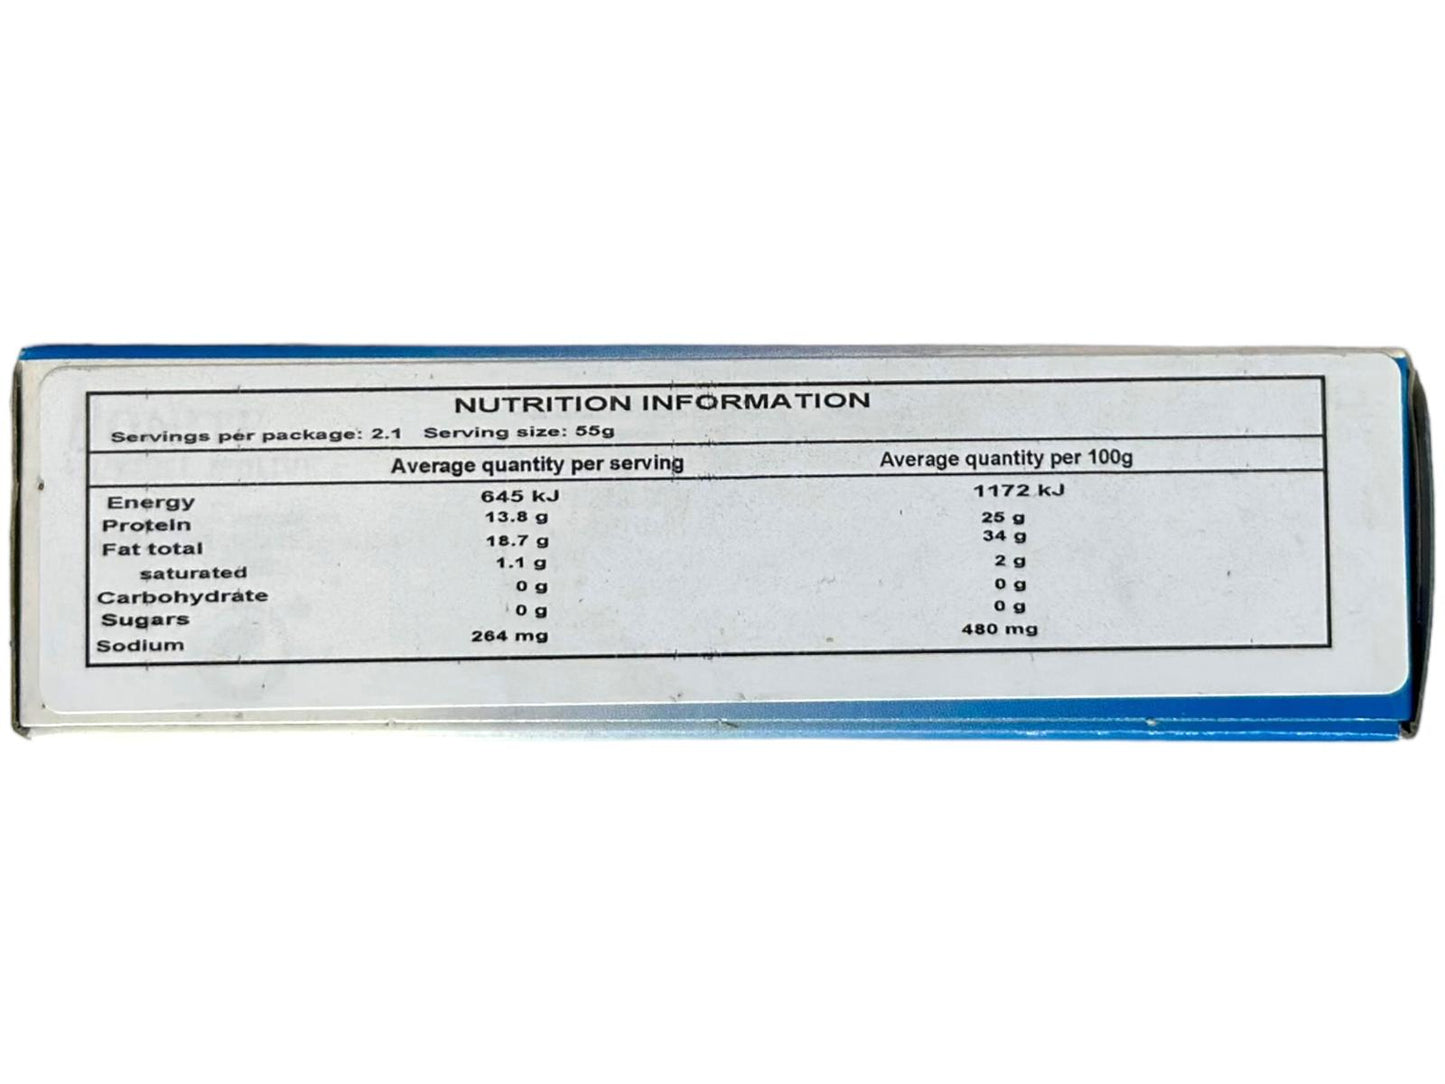 NUTRITION INFORMATION
Servings per package: 2.1 Serving size: 55g
Average quantity per serving Average quantity per 100g
Energy 645 kJ 1172 kJ
Protein 13.8 g 25 g
Fat total 18.7 g 34 g
saturated 1.1 g 2 g
Carbohydrate 0 g 0 g
Sugars 0 g 0 g
Sodium 264 mg 480 mg